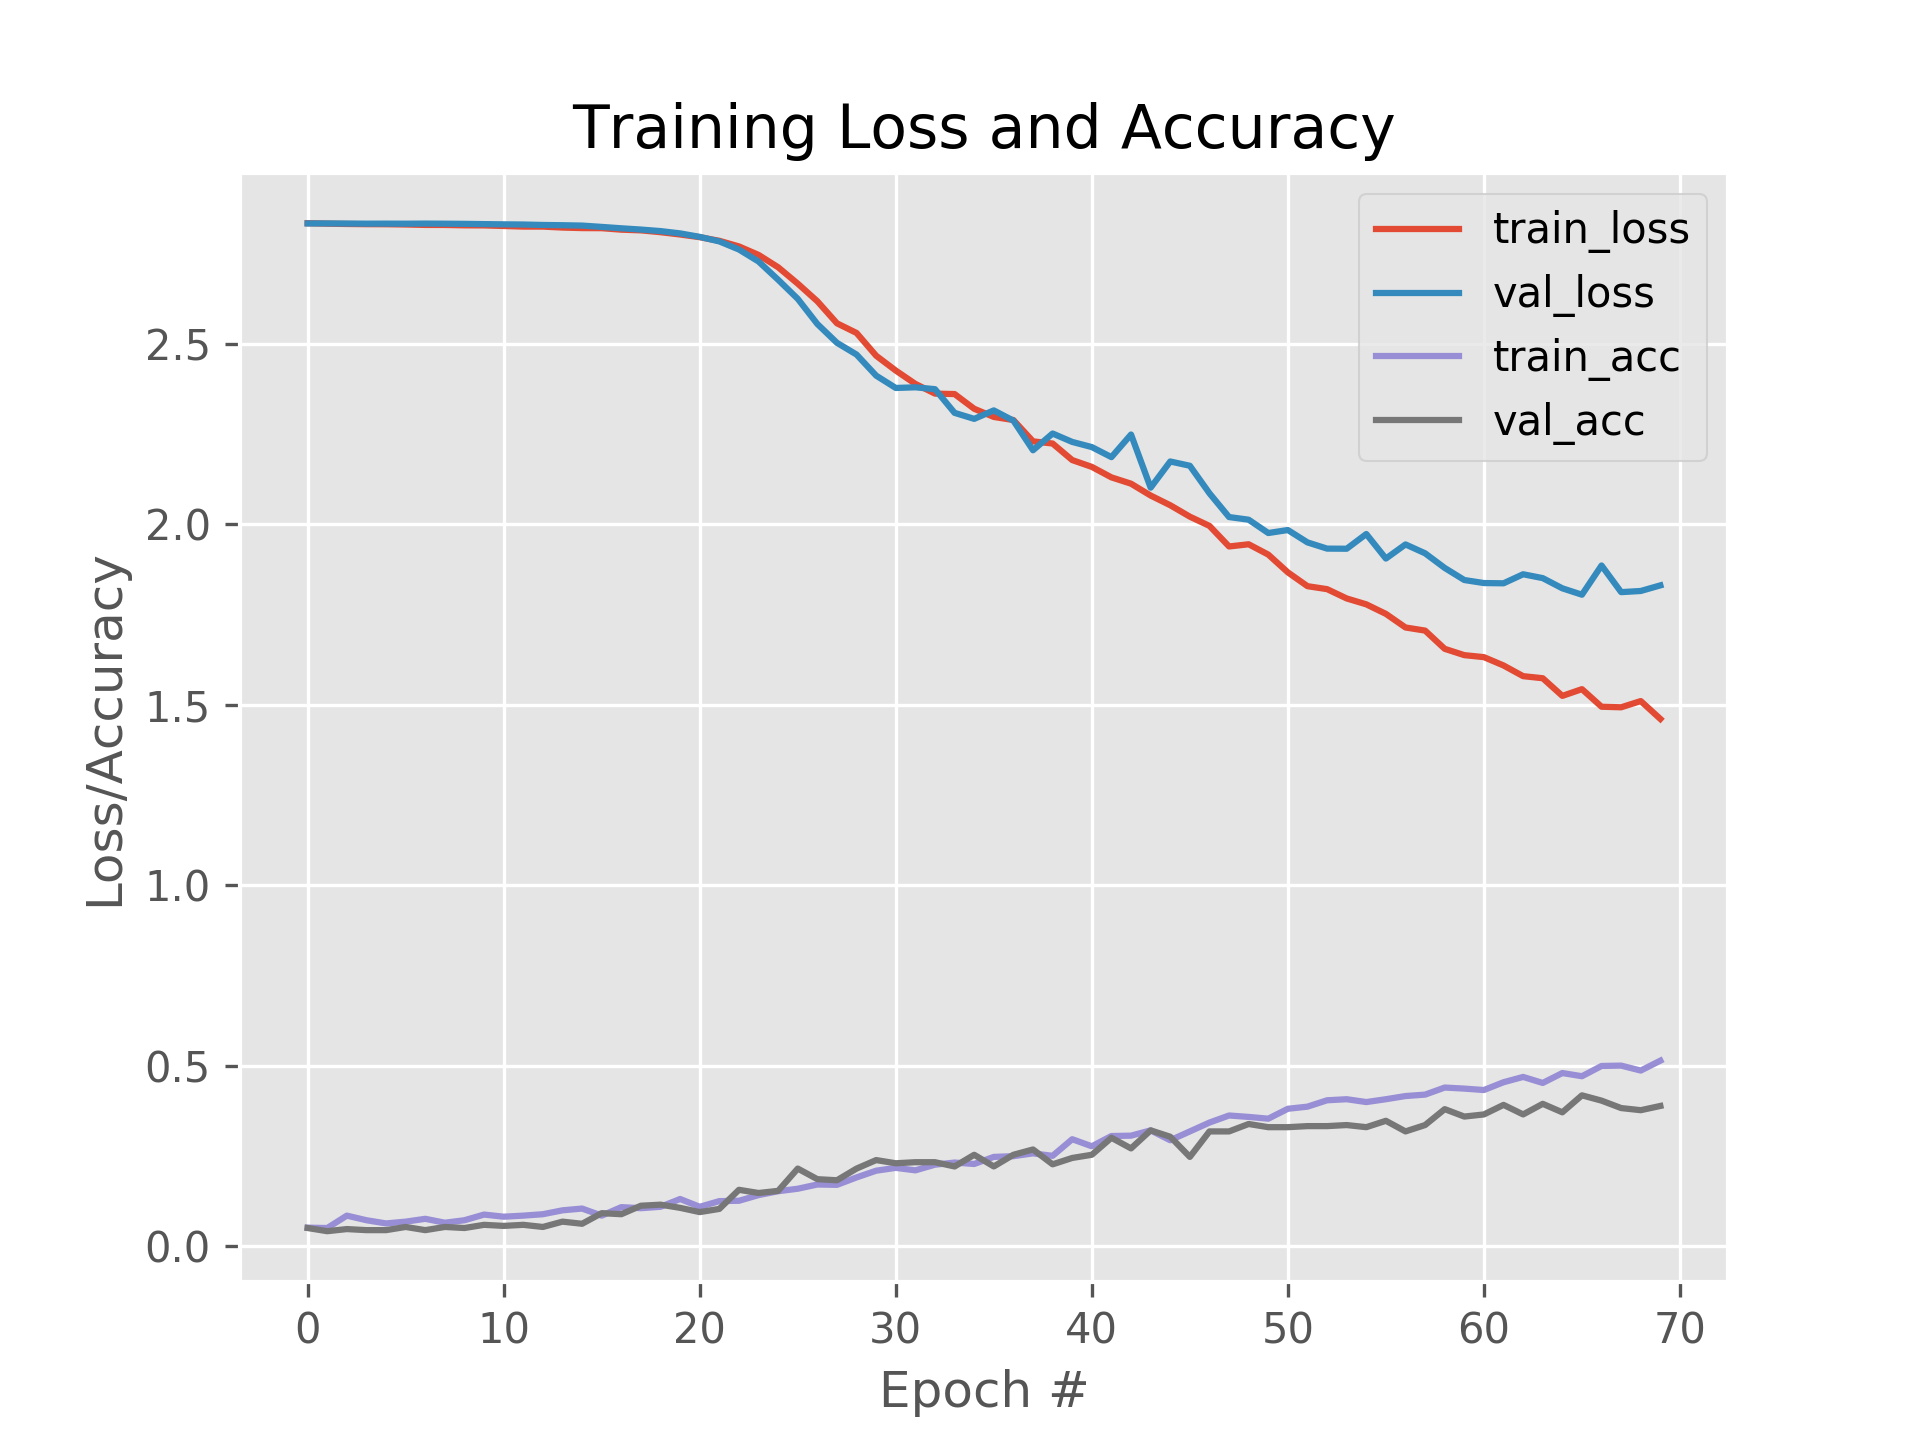 Training Loss and Accuracy
train_loss
val_loss
train_acc
val_acc
2.5
2.0
1.5
1.0
0.5
0.0
Loss/Accuracy
0 10 20 30 40 50 60 70
Epoch #